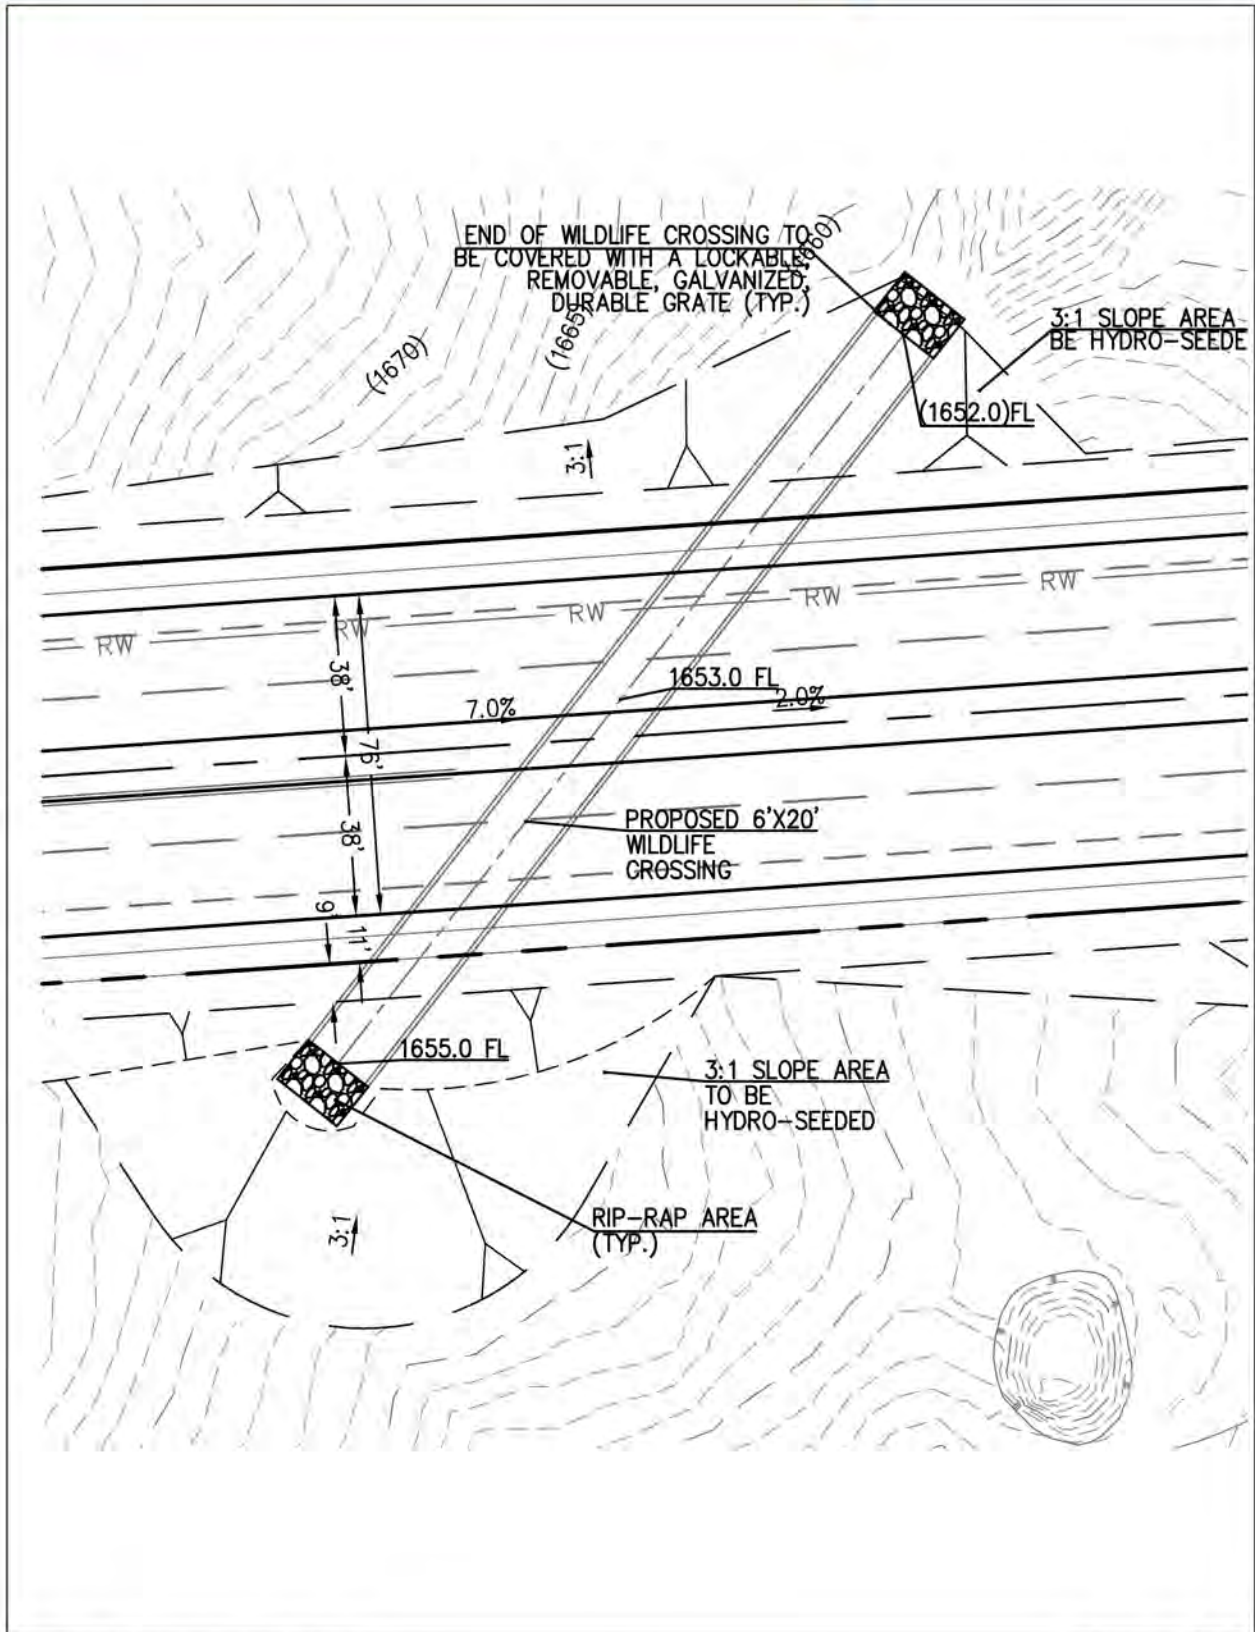 END OF WILDLIFE CROSSING TO
BE COVERED WITH A LOCKABLE,
REMOVABLE, GALVANIZED,
DURABLE GRATE (TYP.)
(1660)
(1665)
(1670)
3:1 SLOPE AREA
BE HYDRO-SEEDE
(1652.0)FL
3:1
RW
RW
RW
RW
RW
38'
76'
38'
9'
11'
1653.0 FL
7.0%
2.0%
PROPOSED 6'X20'
WILDLIFE
CROSSING
1655.0 FL
3:1 SLOPE AREA
TO BE
HYDRO-SEEDED
RIP-RAP AREA
(TYP.)
3:1